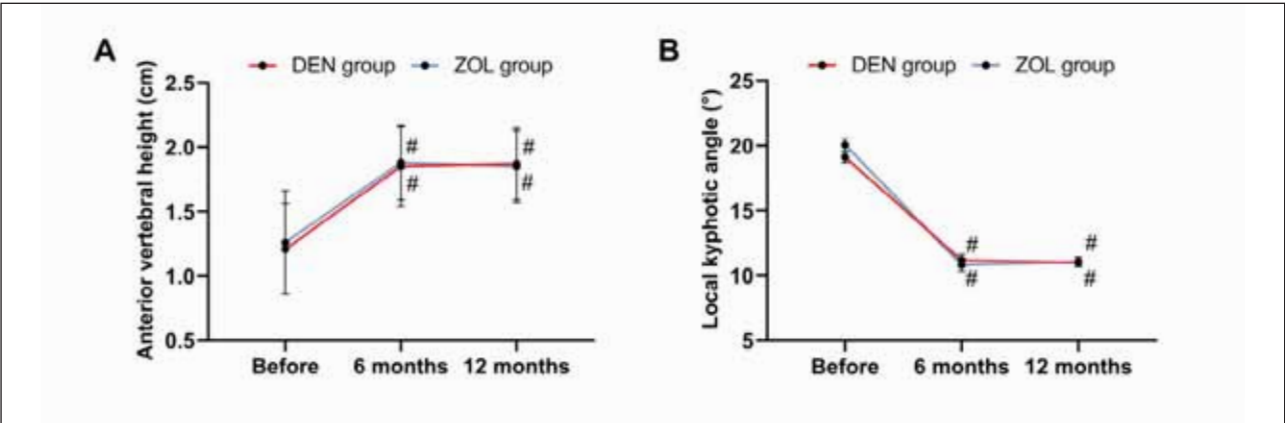 A
DEN group ZOL group
Anterior vertebral height (cm)
2.5
2.0
1.5
1.0
0.5
# #
# #
Before 6 months 12 months
B
DEN group ZOL group
Local kyphotic angle (°)
25
20
15
10
5
# #
# #
Before 6 months 12 months